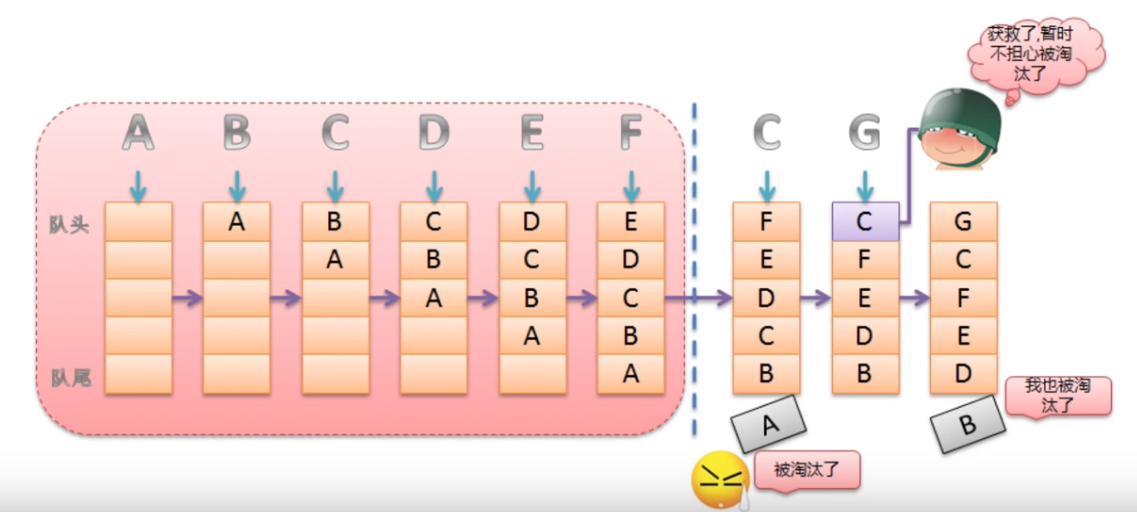 获救了,暂时
不担心被淘
汰了
A B C D E F C G
队头 A B C D E F C G
A B C D E F C
A B C D E F
A B C D E
队尾 A B B D
A B
我也被淘
汰了
被淘汰了